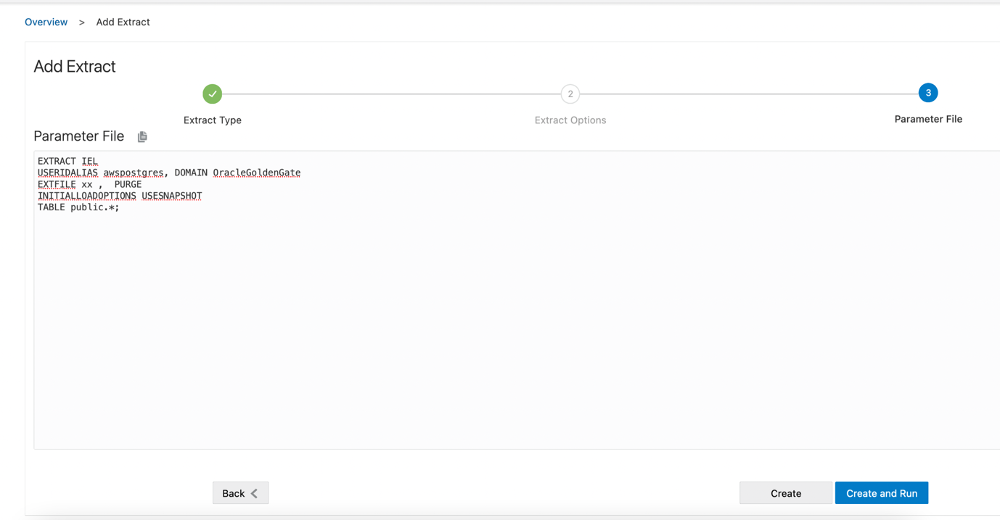 Overview > Add Extract
Add Extract
2
3
Extract Type
Extract Options
Parameter File
Parameter File
EXTRACT IEL
USERIDALIAS awspostgres, DOMAIN OracleGoldenGate
EXTFILE xx ,  PURGE
INITIALLOADOPTIONS USESNAPSHOT
TABLE public.*;
Back
Create
Create and Run